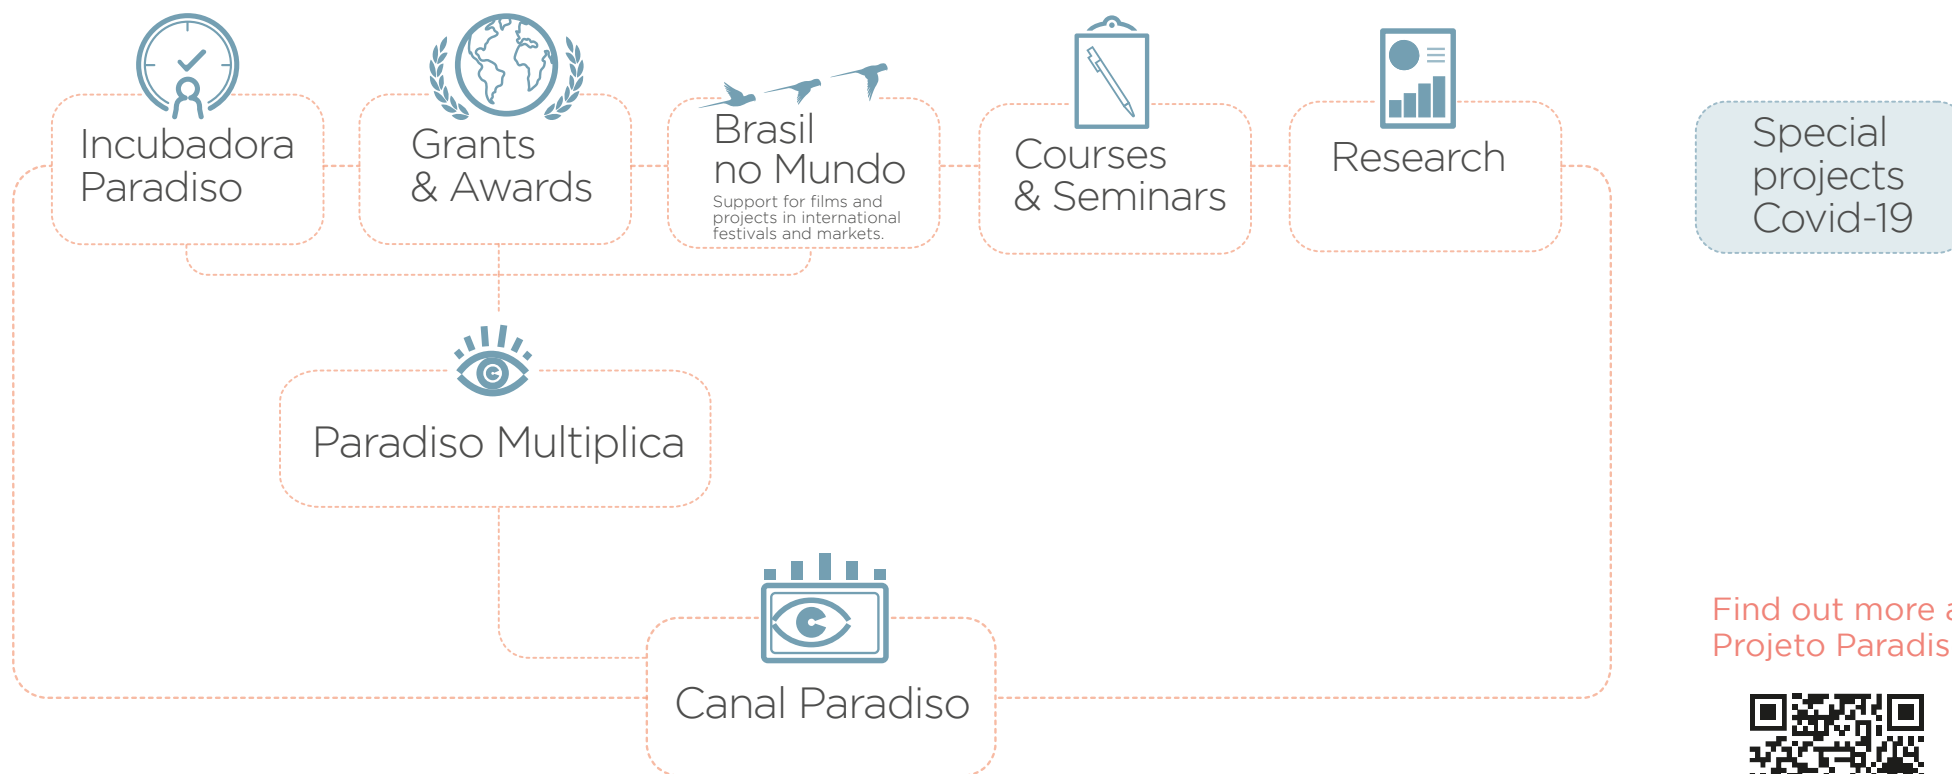 Incubadora
Paradiso
Grants
& Awards
Brasil
no Mundo
Support for films and
projects in international
festivals and markets.
Courses
& Seminars
Research
Special
projects
Covid-19
Paradiso Multiplica
Canal Paradiso
Find out more
Projeto